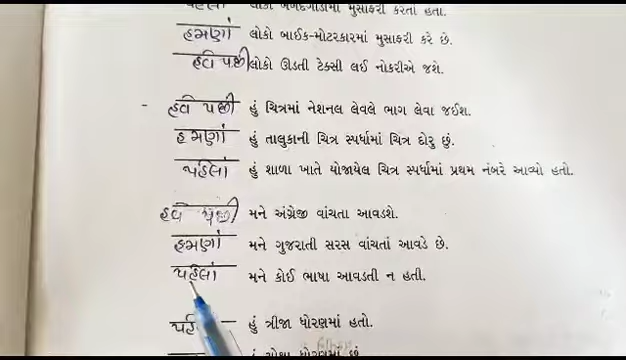 પહેલાં લોકો બળદગાડામાં મુસાફરી કરતા હતા.
હમણાં લોકો બાઈક-મોટરકારમાં મુસાફરી કરે છે.
હવે પછી લોકો ઊડતી ટેક્સી લઈ નોકરીએ જશે.
હવે પછી હું ચિત્રમાં નેશનલ લેવલે ભાગ લેવા જઈશ.
હમણાં હું તાલુકાની ચિત્ર સ્પર્ધામાં ચિત્ર દોરુ છું.
પહેલાં હું શાળા ખાતે યોજાયેલ ચિત્ર સ્પર્ધામાં પ્રથમ નંબરે આવ્યો હતો.
હવે પછી મને અંગ્રેજી વાંચતા આવડશે.
હમણાં મને ગુજરાતી સરસ વાંચતાં આવડે છે.
પહેલાં મને કોઈ ભાષા આવડતી ન હતી.
હું ત્રીજા ધોરણમાં હતો.